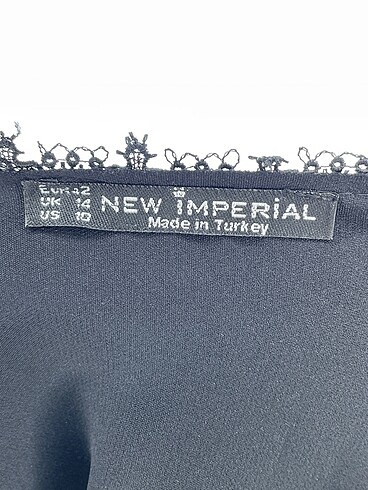 EUR 42
UK 14
US 10
NEW iMPERiAL
Made in Turkey